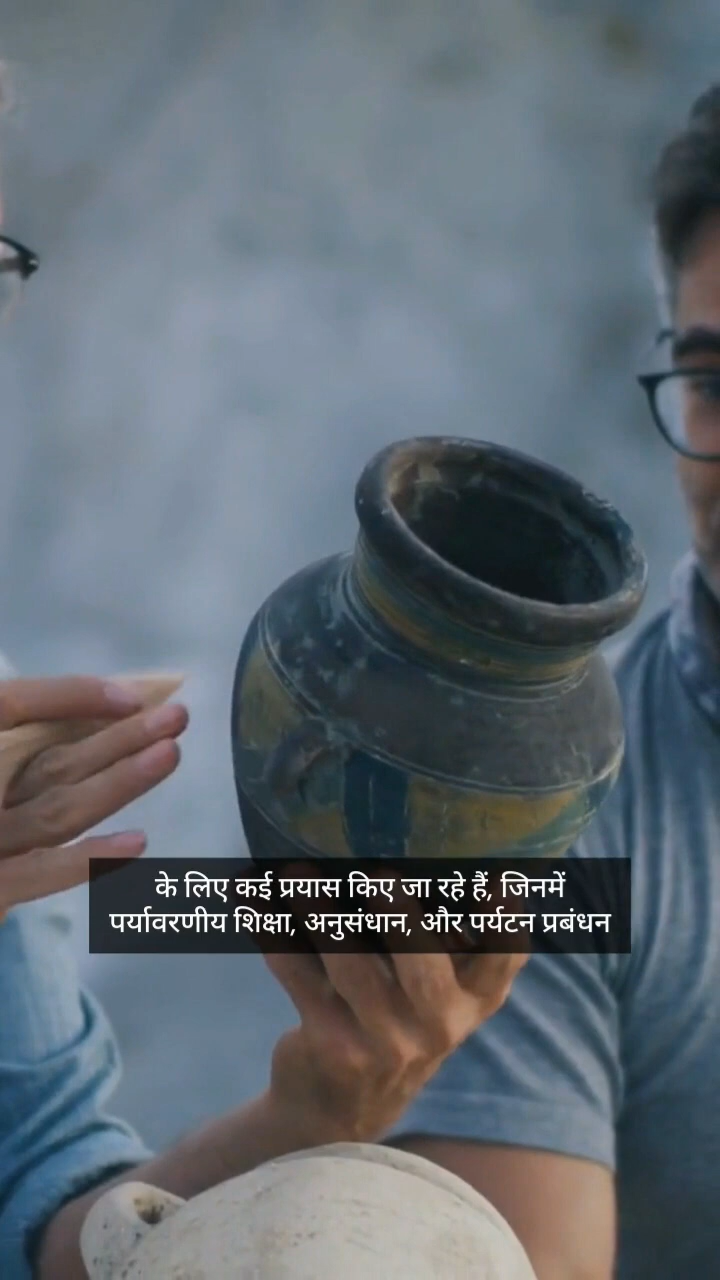 के लिए कई प्रयास किए जा रहे हैं, जिनमें
पर्यावरणीय शिक्षा, अनुसंधान, और पर्यटन प्रबंधन